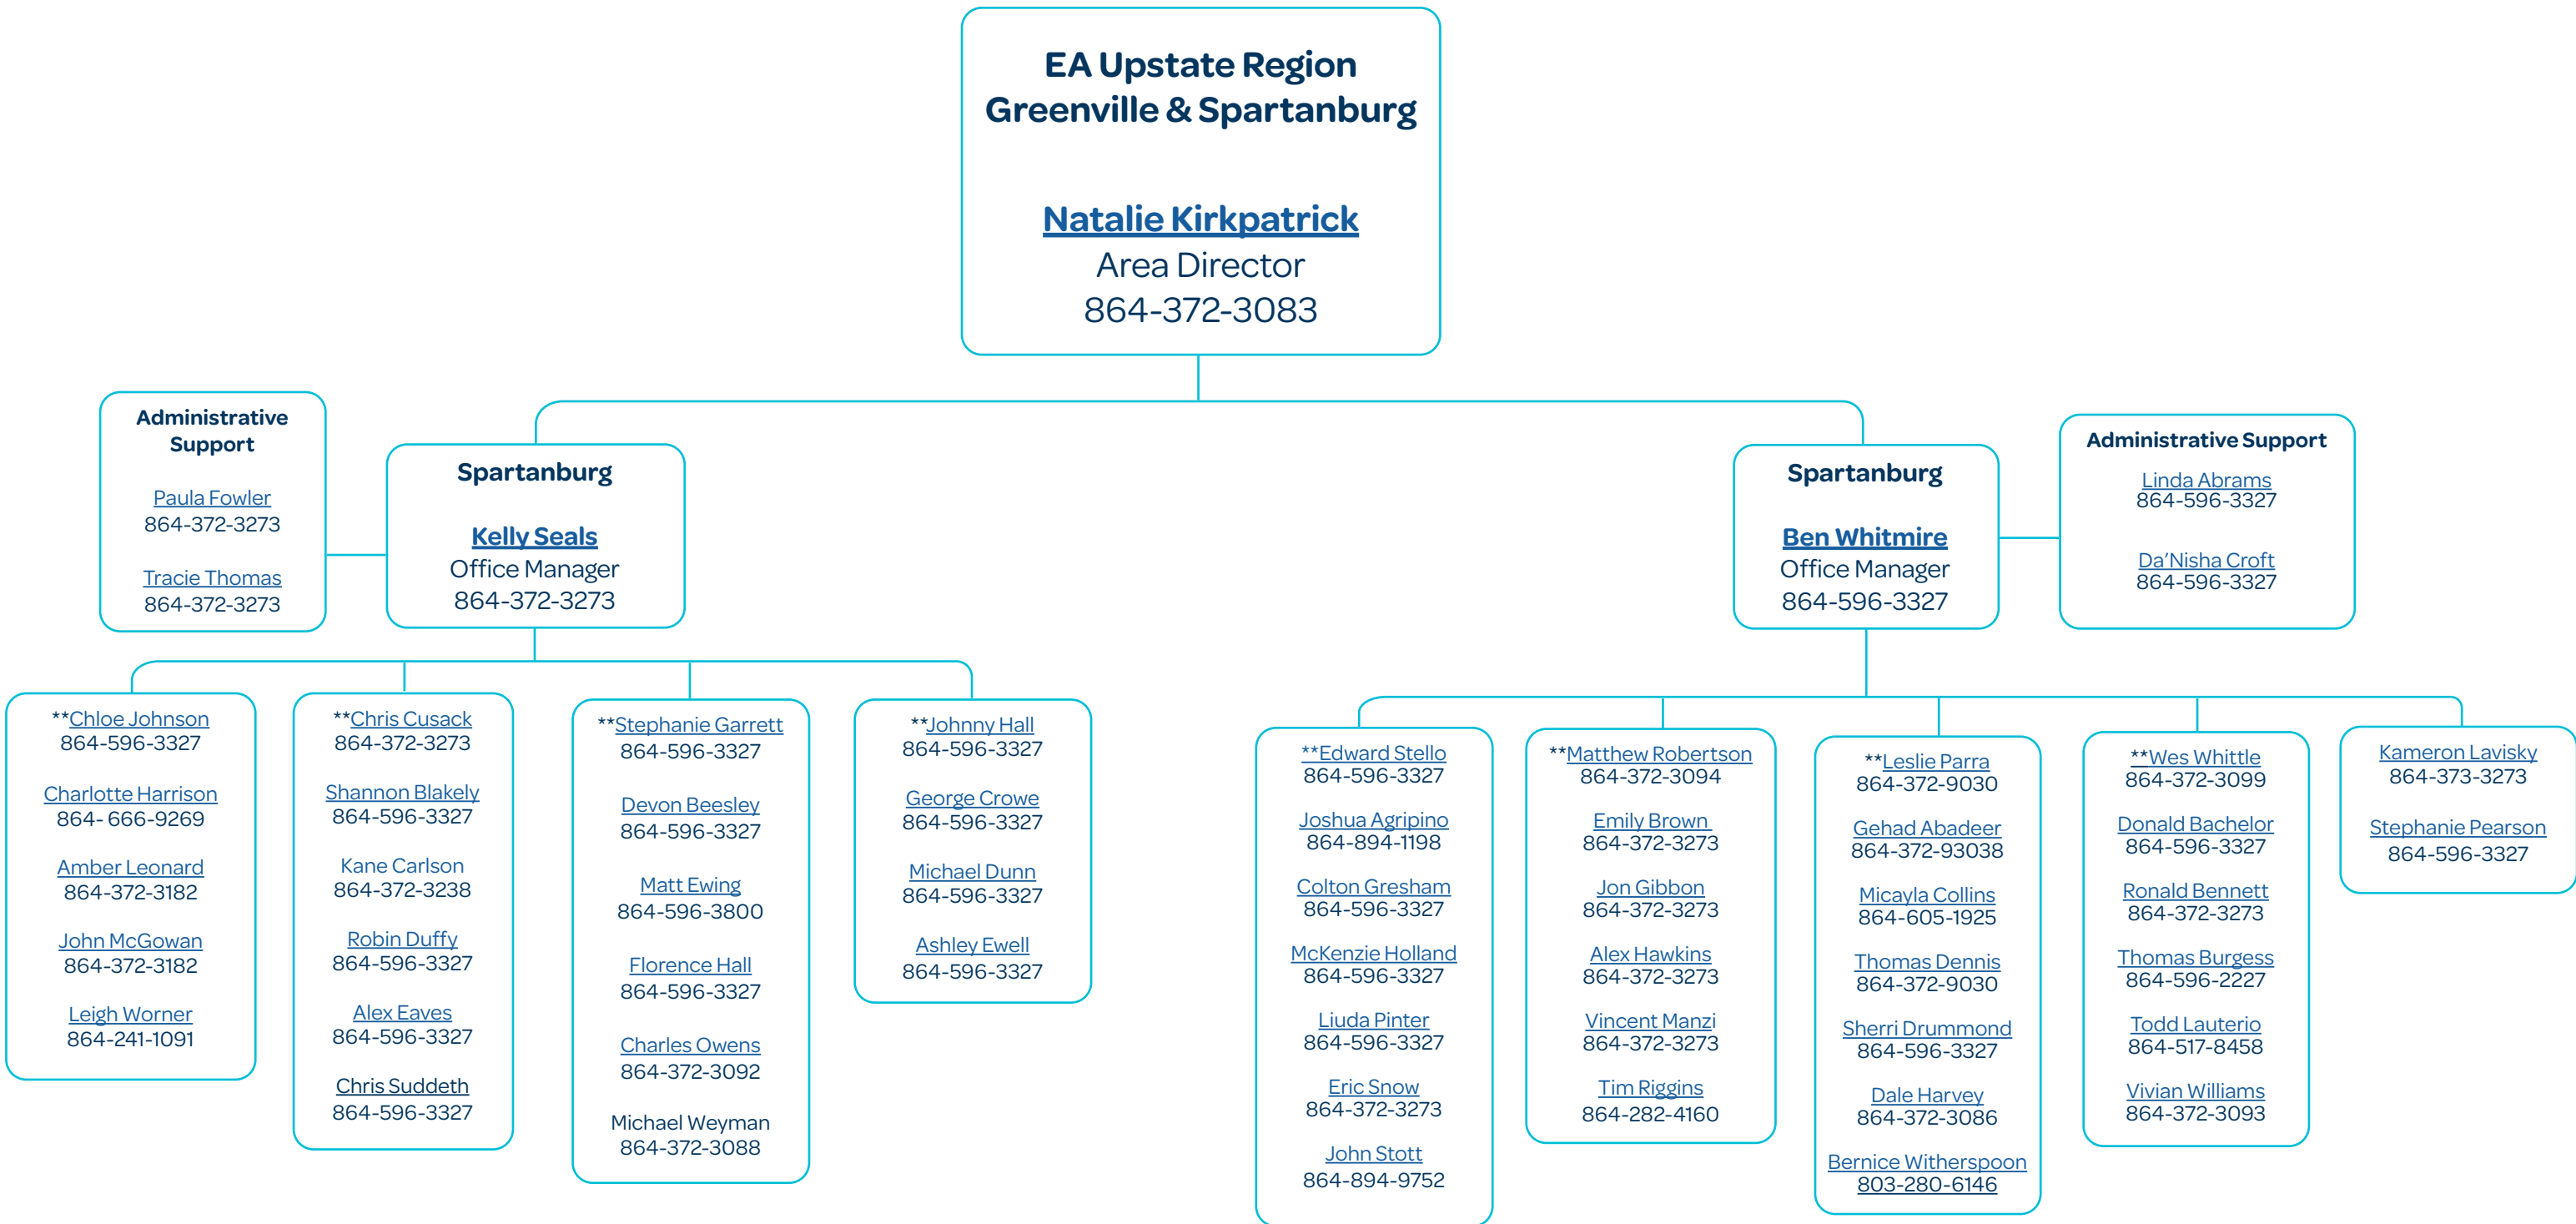 EA Upstate Region
Greenville & Spartanburg
Natalie Kirkpatrick
Area Director
864-372-3083
Administrative
Support
Paula Fowler
864-372-3273
Tracie Thomas
864-372-3273
Spartanburg
Kelly Seals
Office Manager
864-372-3273
Spartanburg
Ben Whitmire
Office Manager
864-596-3327
Administrative Support
Linda Abrams
864-596-3327
Da’Nisha Croft
864-596-3327
**Chloe Johnson
864-596-3327
Charlotte Harrison
864- 666-9269
Amber Leonard
864-372-3182
John McGowan
864-372-3182
Leigh Worner
864-241-1091
**Chris Cusack
864-372-3273
Shannon Blakely
864-596-3327
Kane Carlson
864-372-3238
Robin Duffy
864-596-3327
Alex Eaves
864-596-3327
Chris Suddeth
864-596-3327
**Stephanie Garrett
864-596-3327
Devon Beesley
864-596-3327
Matt Ewing
864-596-3800
Florence Hall
864-596-3327
Charles Owens
864-372-3092
Michael Weyman
864-372-3088
**Johnny Hall
864-596-3327
George Crowe
864-596-3327
Michael Dunn
864-596-3327
Ashley Ewell
864-596-3327
**Edward Stello
864-596-3327
Joshua Agripino
864-894-1198
Colton Gresham
864-596-3327
McKenzie Holland
864-596-3327
Liuda Pinter
864-596-3327
Eric Snow
864-372-3273
John Stott
864-894-9752
**Matthew Robertson
864-372-3094
Emily Brown
864-372-3273
Jon Gibbon
864-372-3273
Alex Hawkins
864-372-3273
Vincent Manzi
864-372-3273
Tim Riggins
864-282-4160
**Leslie Parra
864-372-9030
Gehad Abadeer
864-372-93038
Micayla Collins
864-605-1925
Thomas Dennis
864-372-9030
Sherri Drummond
864-596-3327
Dale Harvey
864-372-3086
Bernice Witherspoon
803-280-6146
**Wes Whittle
864-372-3099
Donald Bachelor
864-596-3327
Ronald Bennett
864-372-3273
Thomas Burgess
864-596-2227
Todd Lauterio
864-517-8458
Vivian Williams
864-372-3093
Kameron Lavisky
864-373-3273
Stephanie Pearson
864-596-3327